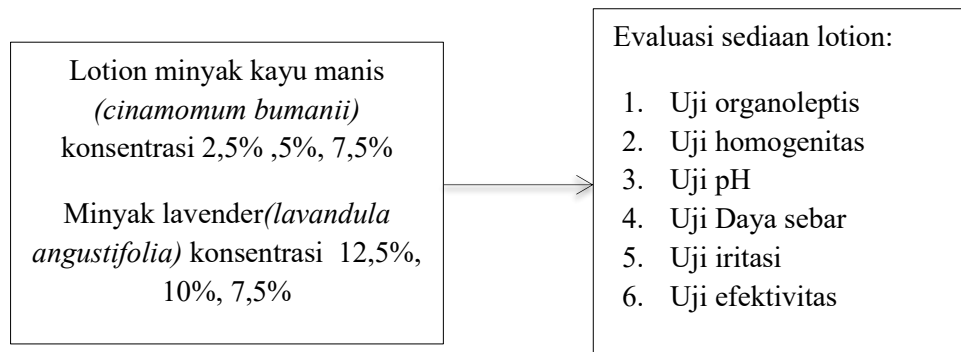 Lotion minyak kayu manis
(cinamomum bumanii)
konsentrasi 2,5% ,5%, 7,5%
Minyak lavender(lavandula
angustifolia) konsentrasi 12,5%,
10%, 7,5%
Evaluasi sediaan lotion:
1. Uji organoleptis
2. Uji homogenitas
3. Uji pH
4. Uji Daya sebar
5. Uji iritasi
6. Uji efektivitas